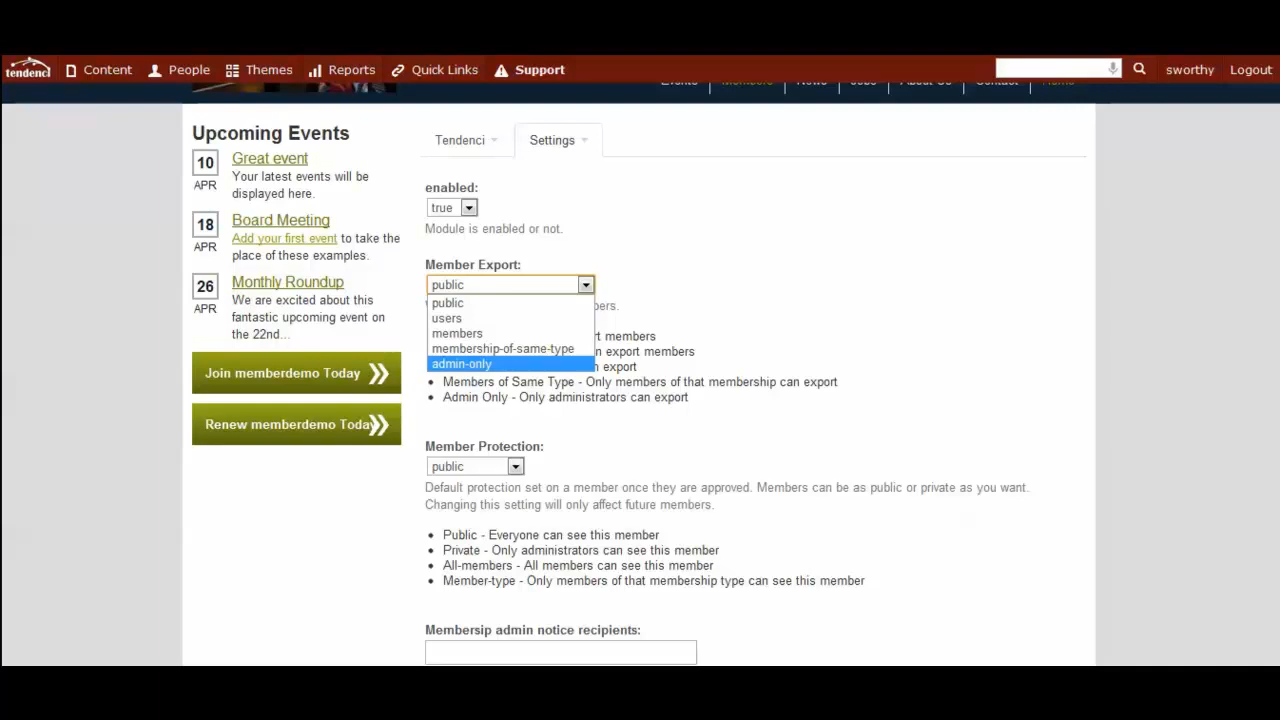 tendenci Content People Themes Reports Quick Links Support sworthy Logout
Upcoming Events
10
APR
Great event
Your latest events will be
displayed here.
18
APR
Board Meeting
Add your first event to take the
place of these examples.
26
APR
Monthly Roundup
We are excited about this
fantastic upcoming event on
the 22nd...
Join memberdemo Today
Renew memberdemo Today
Tendenci Settings
enabled:
true
Module is enabled or not.
Member Export:
public
public
users
members
membership-of-same-type
admin-only
bers.
rt members
n export members
n export
Members of Same Type - Only members of that membership can export
Admin Only - Only administrators can export
Member Protection:
public
Default protection set on a member once they are approved. Members can be as public or private as you want.
Changing this setting will only affect future members.
Public - Everyone can see this member
Private - Only administrators can see this member
All-members - All members can see this member
Member-type - Only members of that membership type can see this member
Membersip admin notice recipients: